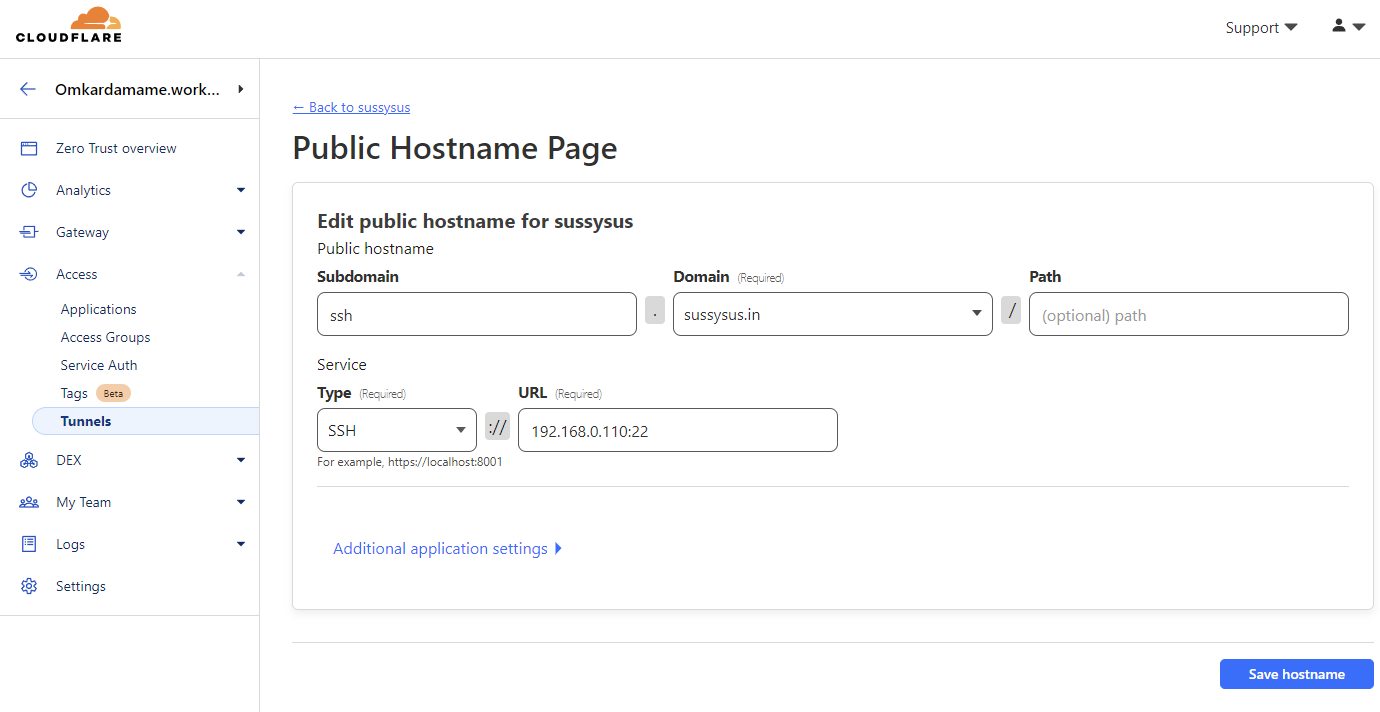 CLOUDFLARE
Support
Omkardamame.work...
Zero Trust overview
Analytics
Gateway
Access
Applications
Access Groups
Service Auth
Tags Beta
Tunnels
DEX
My Team
Logs
Settings
← Back to sussysus
Public Hostname Page
Edit public hostname for sussysus
Public hostname
Subdomain Domain (Required) Path
ssh . sussysus.in / (optional) path
Service
Type (Required) URL (Required)
SSH :// 192.168.0.110:22
For example, https://localhost:8001
Additional application settings
Save hostname